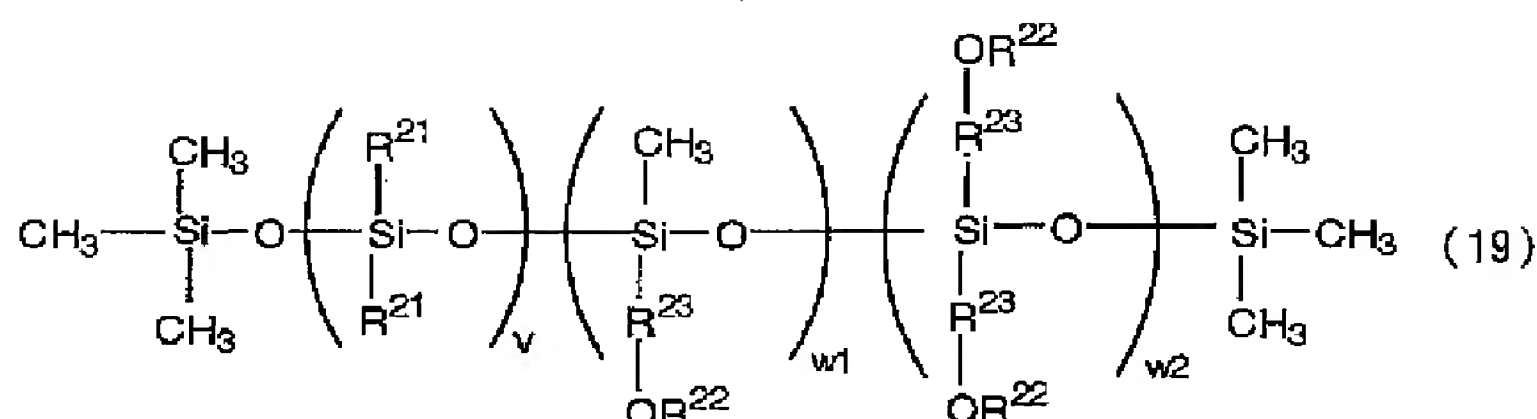 OR²²
CH₃ R²¹ CH₃ R²³ CH₃
CH₃—Si—O—(Si—O)ᵥ—(Si—O)w1—(Si—O)w2—Si—CH₃ (19)
CH₃ R²¹ R²³ R²³ CH₃
OR²² OR²²